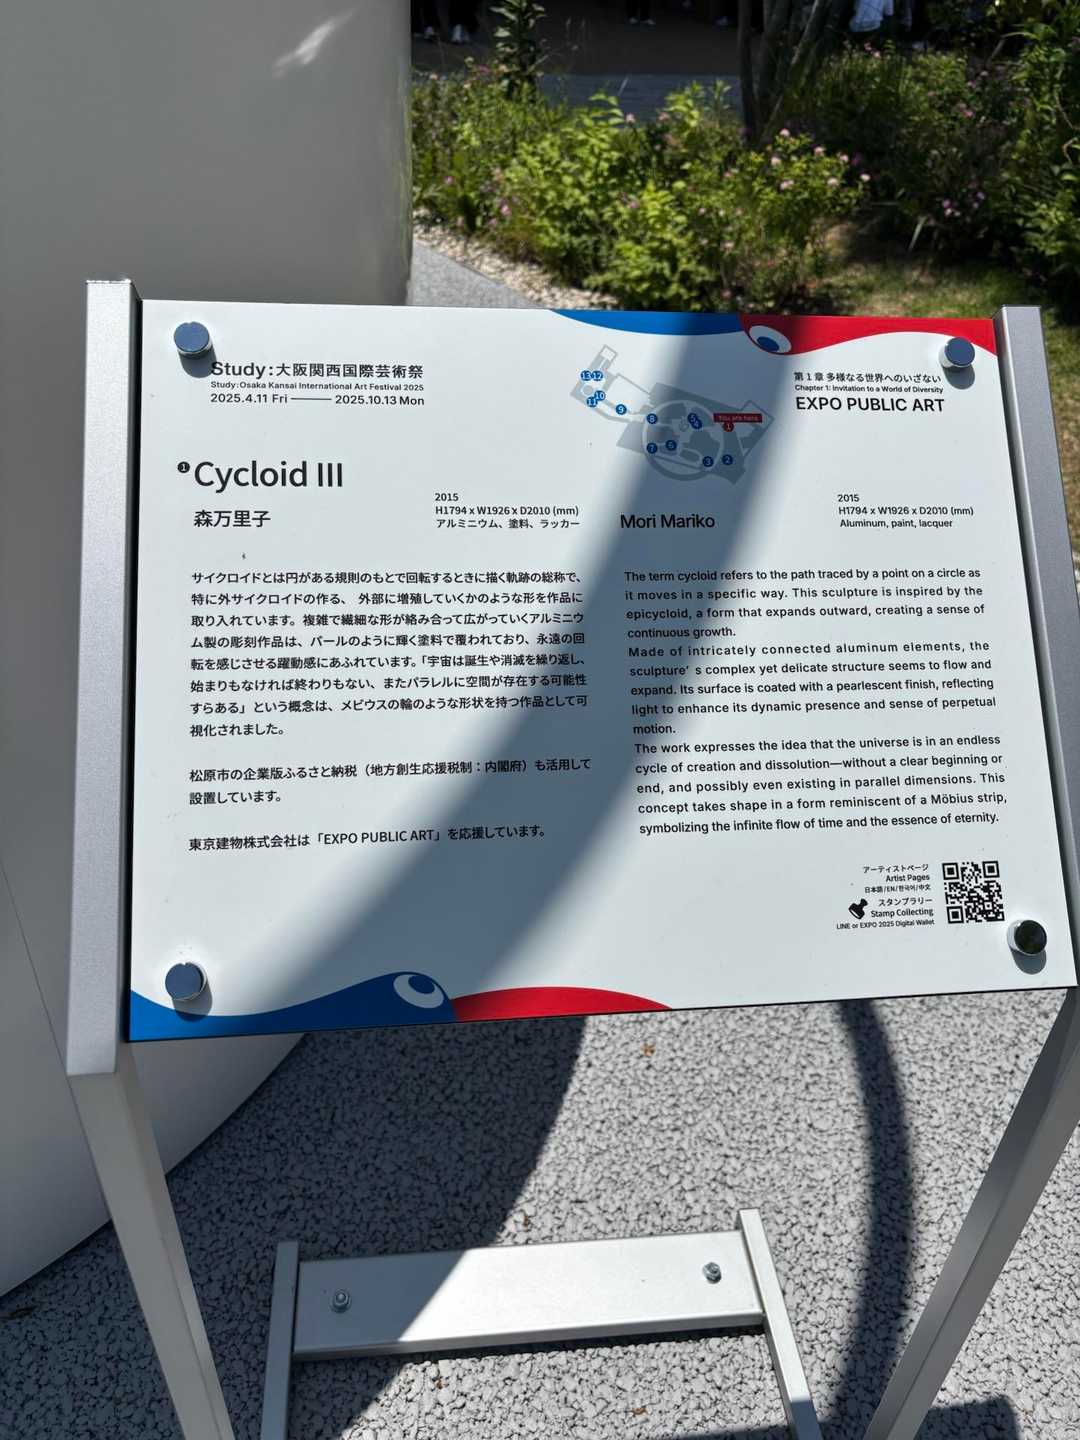 Study:大阪関西国際芸術祭
Study:Osaka Kansai International Art Festival 2025
2025.4.11 Fri ——— 2025.10.13 Mon
13 12
10
11
9
8
5
4
You are here
1
7
6
3
2
第1章 多様なる世界へのいざない
Chapter 1: Invitation to a World of Diversity
EXPO PUBLIC ART
❶Cycloid III
森万里子
2015
H1794 x W1926 x D2010 (mm)
アルミニウム、塗料、ラッカー
サイクロイドとは円がある規則のもとで回転するときに描く軌跡の総称で、
特に外サイクロイドの作る、 外部に増殖していくかのような形を作品に
取り入れています。複雑で繊細な形が絡み合って広がっていくアルミニウ
ム製の彫刻作品は、パールのように輝く塗料で覆われており、永遠の回
転を感じさせる躍動感にあふれています。「宇宙は誕生や消滅を繰り返し、
始まりもなければ終わりもない、またパラレルに空間が存在する可能性
すらある」という概念は、メビウスの輪のような形状を持つ作品として可
視化されました。
松原市の企業版ふるさと納税（地方創生応援税制：内閣府）も活用して
設置しています。
東京建物株式会社は「EXPO PUBLIC ART」を応援しています。
Mori Mariko
2015
H1794 x W1926 x D2010 (mm)
Aluminum, paint, lacquer
The term cycloid refers to the path traced by a point on a circle as
it moves in a specific way. This sculpture is inspired by the
epicycloid, a form that expands outward, creating a sense of
continuous growth.
Made of intricately connected aluminum elements, the
sculpture’ s complex yet delicate structure seems to flow and
expand. Its surface is coated with a pearlescent finish, reflecting
light to enhance its dynamic presence and sense of perpetual
motion.
The work expresses the idea that the universe is in an endless
cycle of creation and dissolution—without a clear beginning or
end, and possibly even existing in parallel dimensions. This
concept takes shape in a form reminiscent of a Möbius strip,
symbolizing the infinite flow of time and the essence of eternity.
アーティストページ
Artist Pages
日本語/EN/한국어/中文
スタンプラリー
Stamp Collecting
LINE or EXPO 2025 Digital Wallet